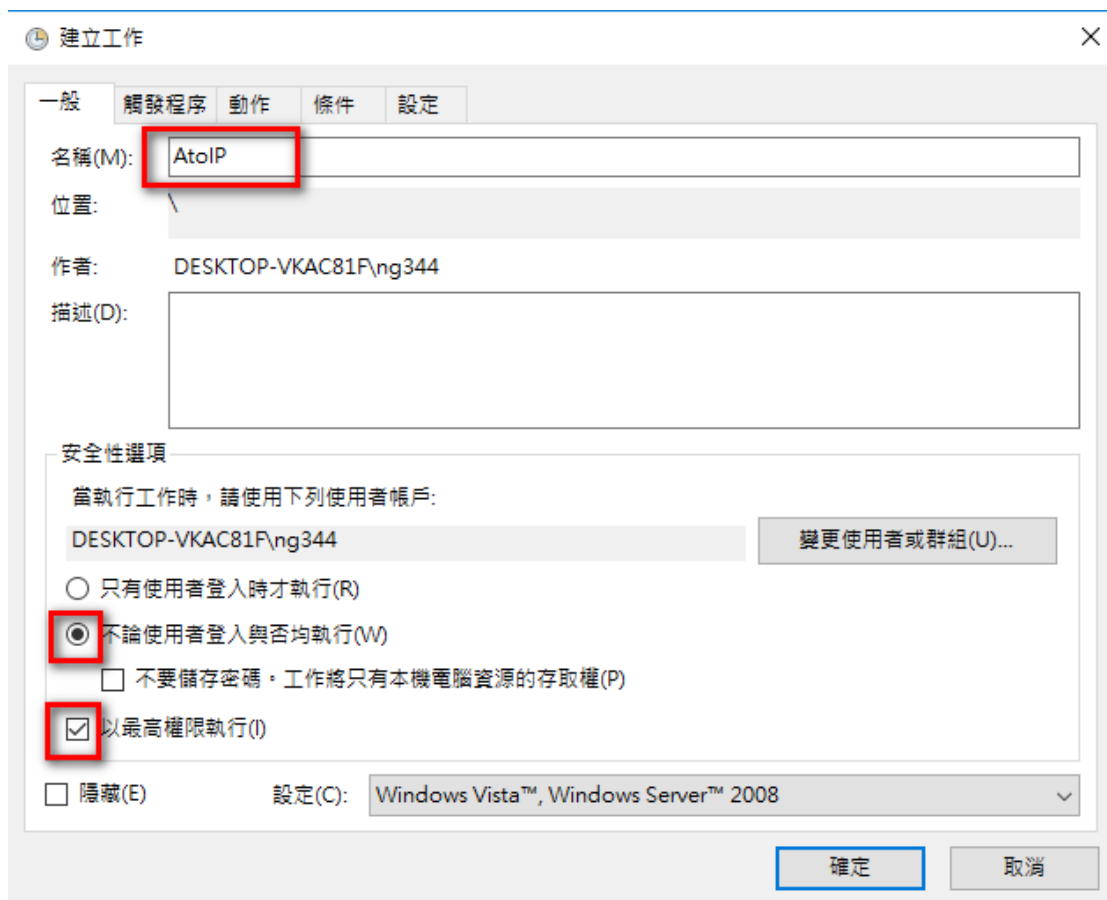 建立工作
一般 觸發程序 動作 條件 設定
名稱(M): AtoIP
位置: \
作者: DESKTOP-VKAC81F\ng344
描述(D):
安全性選項
當執行工作時，請使用下列使用者帳戶:
DESKTOP-VKAC81F\ng344 變更使用者或群組(U)...
只有使用者登入時才執行(R)
不論使用者登入與否均執行(W)
不要儲存密碼。工作將只有本機電腦資源的存取權(P)
以最高權限執行(I)
隱藏(E) 設定(C): Windows Vista™, Windows Server™ 2008
確定 取消